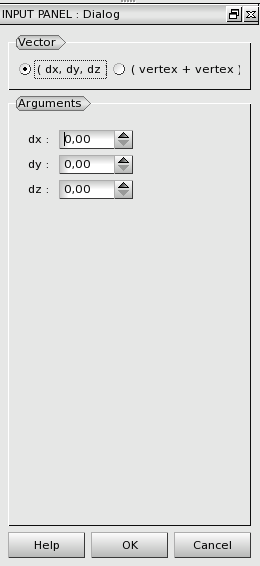 INPUT PANEL : Dialog
Vector
( dx, dy, dz ) ( vertex + vertex )
Arguments
dx : 0,00
dy : 0,00
dz : 0,00
Help OK Cancel